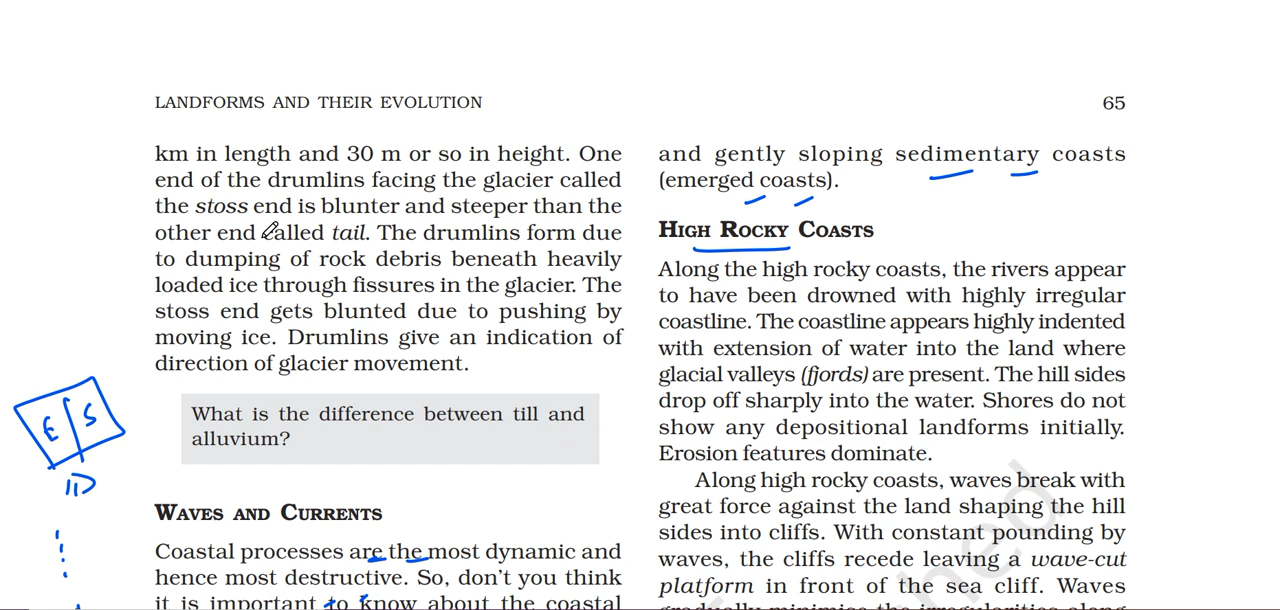 LANDFORMS AND THEIR EVOLUTION 65
km in length and 30 m or so in height. One
end of the drumlins facing the glacier called
the stoss end is blunter and steeper than the
other end called tail. The drumlins form due
to dumping of rock debris beneath heavily
loaded ice through fissures in the glacier. The
stoss end gets blunted due to pushing by
moving ice. Drumlins give an indication of
direction of glacier movement.
What is the difference between till and
alluvium?
E S
WAVES AND CURRENTS
Coastal processes are the most dynamic and
hence most destructive. So, don't you think
it is important to know about the coastal
and gently sloping sedimentary coasts
(emerged coasts).
HIGH ROCKY COASTS
Along the high rocky coasts, the rivers appear
to have been drowned with highly irregular
coastline. The coastline appears highly indented
with extension of water into the land where
glacial valleys (fjords) are present. The hill sides
drop off sharply into the water. Shores do not
show any depositional landforms initially.
Erosion features dominate.
Along high rocky coasts, waves break with
great force against the land shaping the hill
sides into cliffs. With constant pounding by
waves, the cliffs recede leaving a wave-cut
platform in front of the sea cliff. Waves
gradually minimise the irregularities along